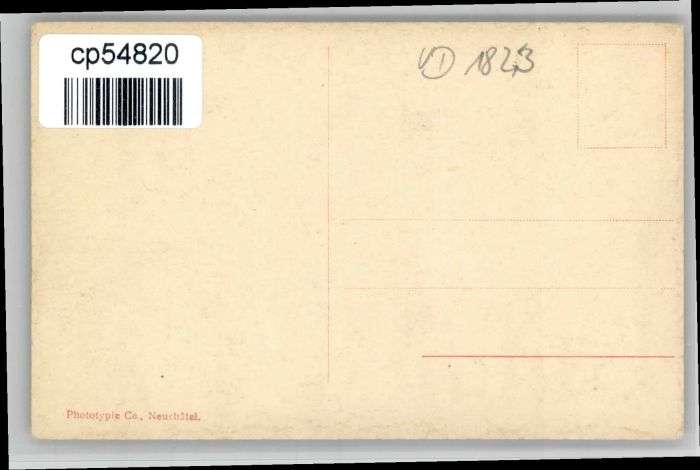 cp54820
VD 1823
Phototypie Co., Neuchâtel.